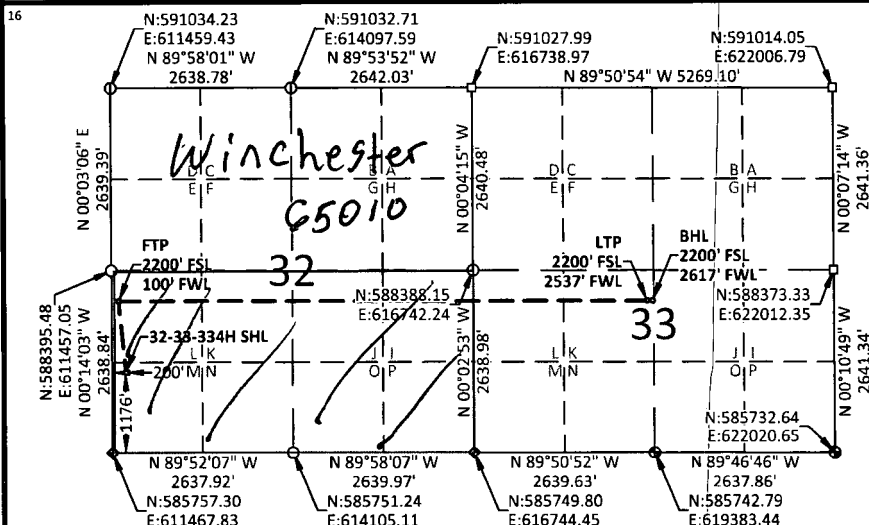 16
N:591034.23
E:611459.43
N 89°58'01" W
2638.78'
N:591032.71
E:614097.59
N 89°53'52" W
2642.03'
N:591027.99
E:616738.97
N:591014.05
E:622006.79
N 89°50'54" W 5269.10'
N 00°03'06" E
2639.39'
Winchester
65010
D C
E F
B A
G H
N 00°04'15" W
2640.48'
D C
E F
B A
G H
N 00°07'14" W
2641.36'
FTP
2200' FSL
100' FWL
32
LTP
2200' FSL
2537' FWL
BHL
2200' FSL
2617' FWL
N:588388.15
E:616742.24
33
N:588373.33
E:622012.35
N:588395.48
E:611457.05
N 00°14'03" W
2638.84'
32-33-334H SHL
200'
1176'
L K
M N
J I
O P
N 00°02'53" W
2638.98'
L K
M N
J I
O P
N 00°10'49" W
2641.34'
N:585732.64
E:622020.65
N 89°52'07" W
2637.92'
N:585757.30
E:611467.83
N 89°58'07" W
2639.97'
N:585751.24
E:614105.11
N 89°50'52" W
2639.63'
N:585749.80
E:616744.45
N 89°46'46" W
2637.86'
N:585742.79
E:619383.44